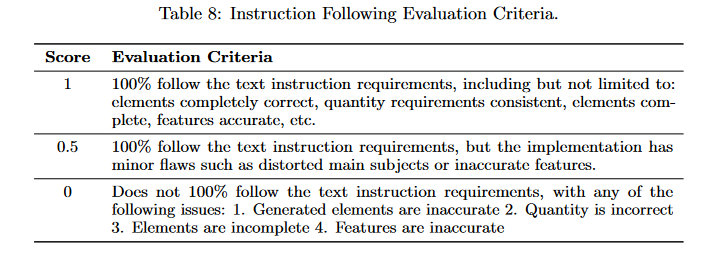 Table 8: Instruction Following Evaluation Criteria.
Score Evaluation Criteria
1 100% follow the text instruction requirements, including but not limited to:
elements completely correct, quantity requirements consistent, elements com-
plete, features accurate, etc.
0.5 100% follow the text instruction requirements, but the implementation has
minor flaws such as distorted main subjects or inaccurate features.
0 Does not 100% follow the text instruction requirements, with any of the
following issues: 1. Generated elements are inaccurate 2. Quantity is incorrect
3. Elements are incomplete 4. Features are inaccurate